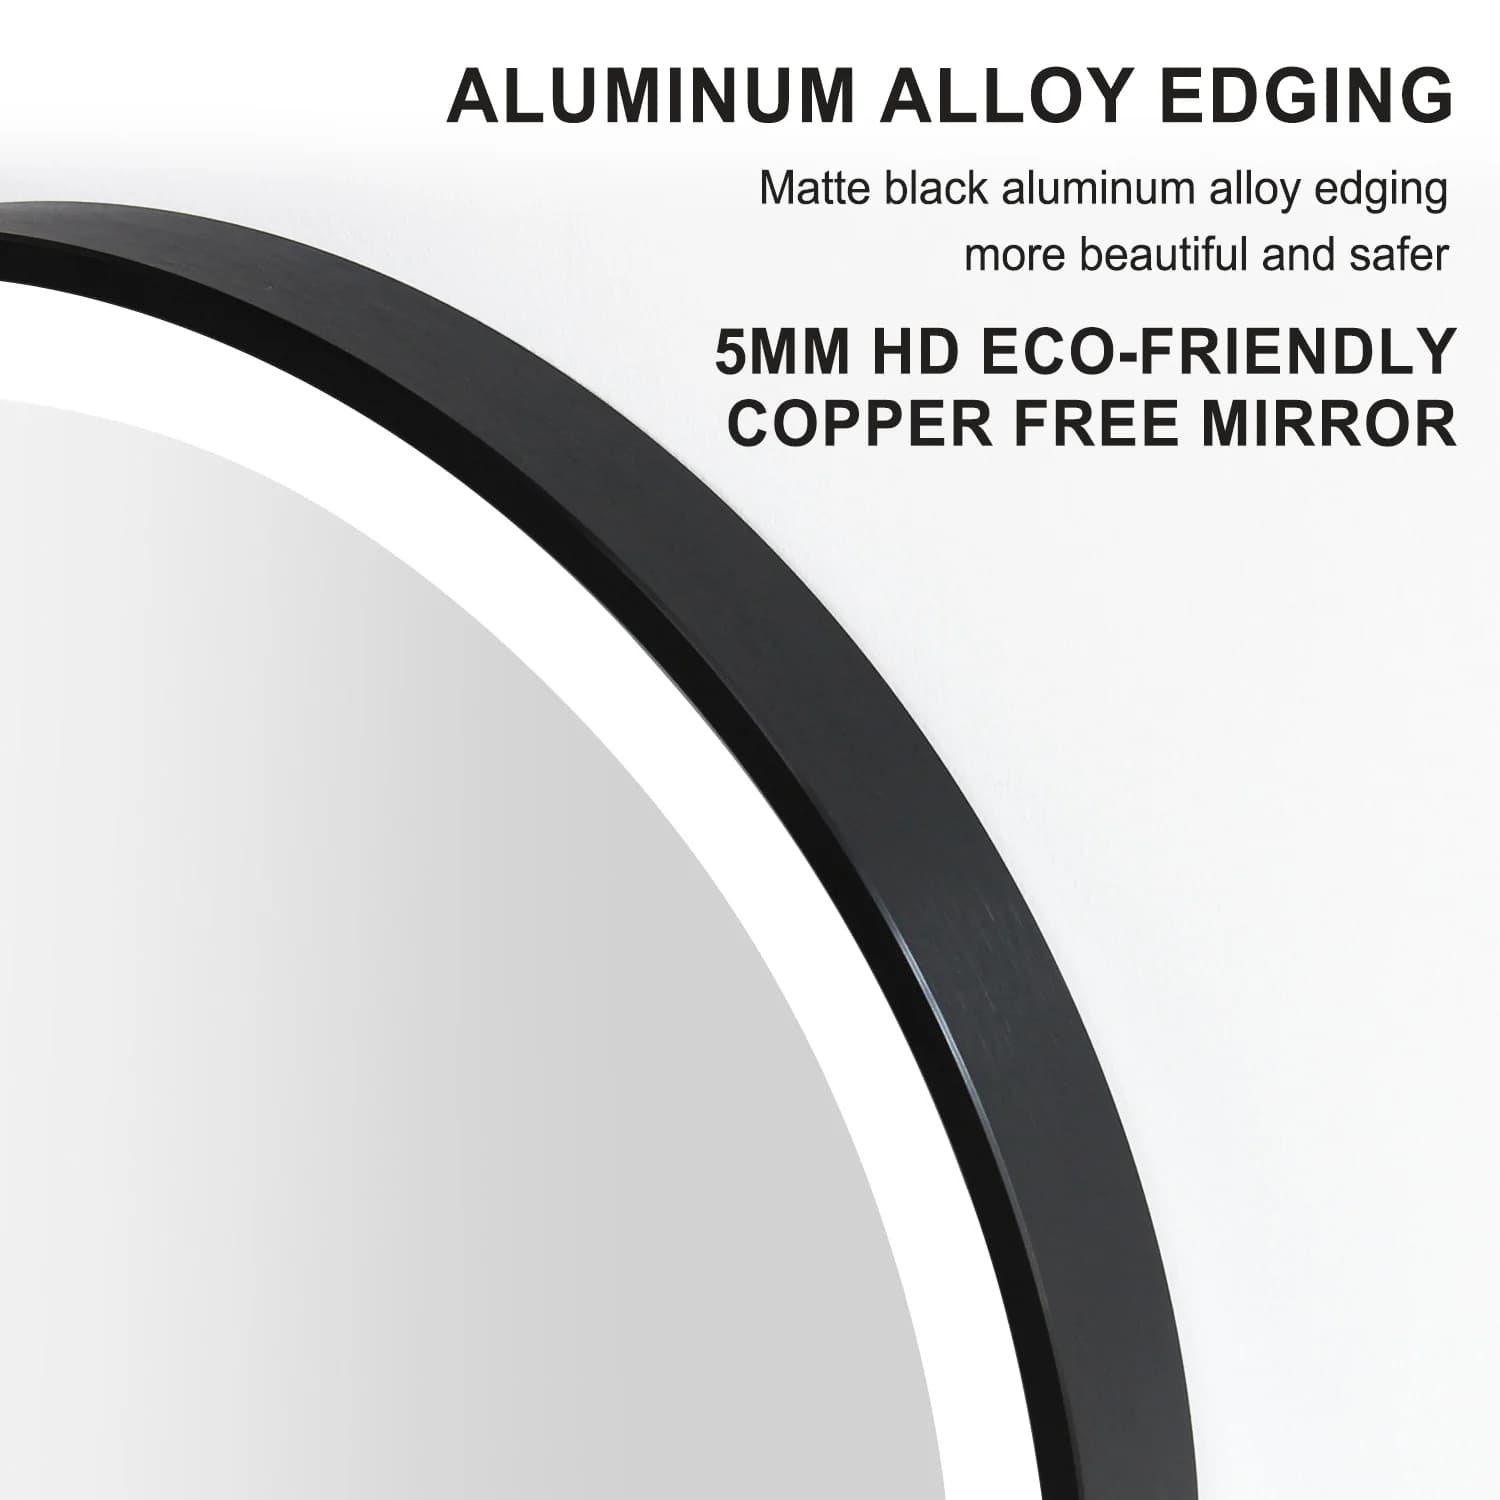 ALUMINUM ALLOY EDGING
Matte black aluminum alloy edging
more beautiful and safer
5MM HD ECO-FRIENDLY
COPPER FREE MIRROR